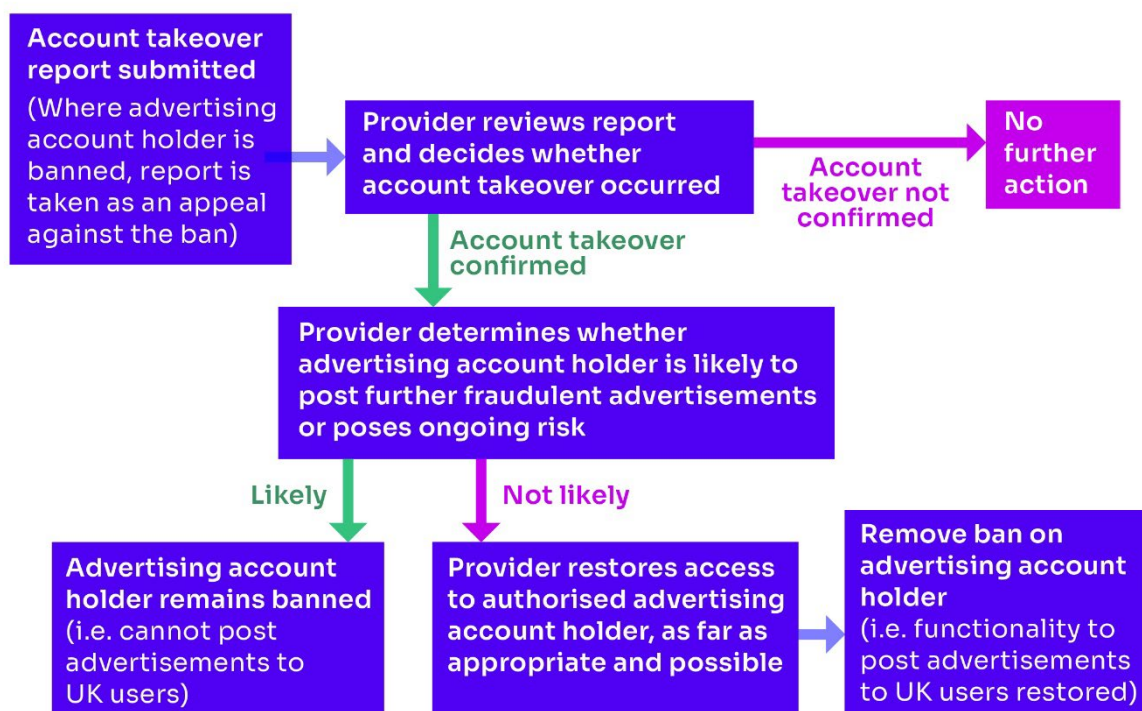 Account takeover
report submitted
(Where advertising
account holder is
banned, report is
taken as an appeal
against the ban)
Provider reviews report
and decides whether
account takeover occurred
Account
takeover not
confirmed
No
further
action
Account takeover
confirmed
Provider determines whether
advertising account holder is likely to
post further fraudulent advertisements
or poses ongoing risk
Likely
Not likely
Advertising account
holder remains banned
(i.e. cannot post
advertisements to
UK users)
Provider restores access
to authorised advertising
account holder, as far as
appropriate and possible
Remove ban on
advertising account
holder
(i.e. functionality to
post advertisements
to UK users restored)